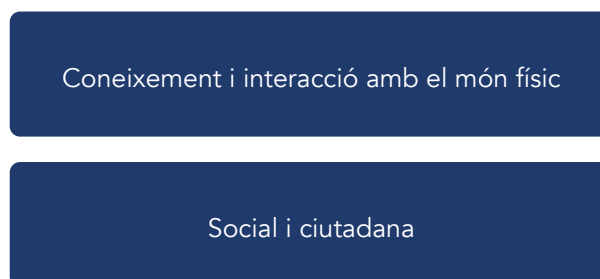 Coneixement i interacció amb el món físic
Social i ciutadana